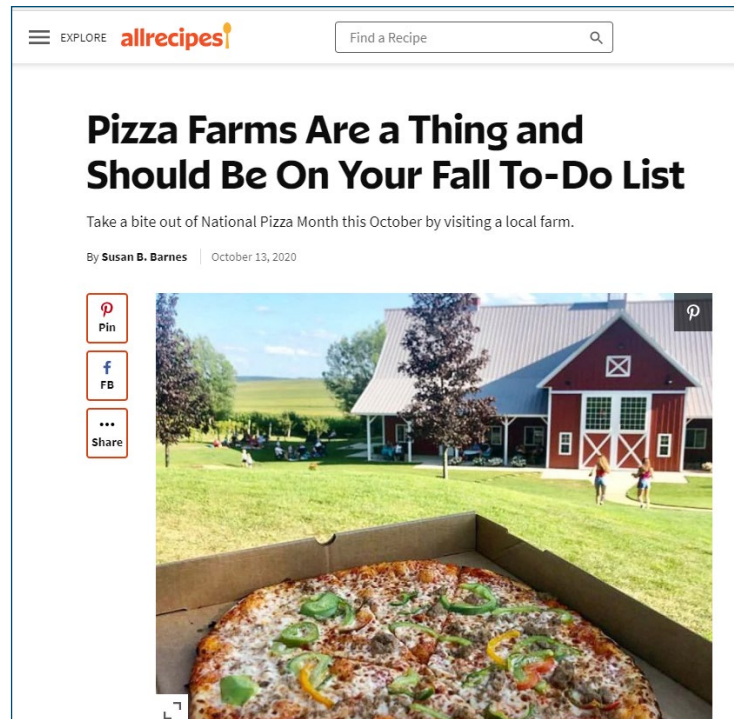 EXPLORE allrecipes Find a Recipe
Pizza Farms Are a Thing and
Should Be On Your Fall To-Do List
Take a bite out of National Pizza Month this October by visiting a local farm.
By Susan B. Barnes October 13, 2020
Pin
FB
Share